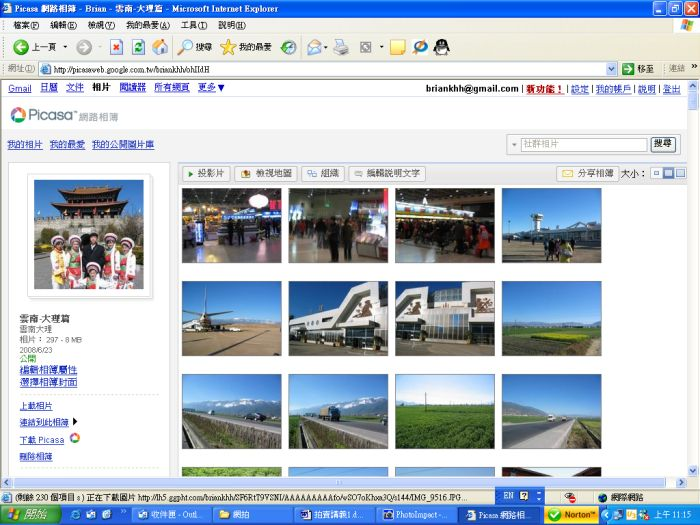 Picasa 網路相簿 - Brian - 雲南-大理篇 - Microsoft Internet Explorer
檔案(F) 編輯(E) 檢視(V) 我的最愛(A) 工具(T) 說明(H)
上一頁 搜尋 我的最愛
網址(D) http://picasaweb.google.com.tw/briankhh/ohIIdH 移至 連結 »
Gmail 日曆 文件 相片 閱讀器 所有網頁 更多▼
briankhh@gmail.com | 新功能！ | 設定 | 我的帳戶 | 說明 | 登出
Picasa™ 網路相簿
我的相片 我的最愛 我的公開圖片庫
社群相片 搜尋
投影片 檢視地圖 組織 編輯說明文字 分享相簿 大小：
雲南-大理篇
雲南大理
相片： 297 - 8 MB
2008/6/23
公開
編輯相簿屬性
選擇相簿封面
上載相片
連結到此相簿
下載 Picasa
刪除相簿
(剩餘 230 個項目s) 正在下載圖片 http://lh5.ggpht.com/briankhh/SF6RtT9VSNI/AAAAAAAAAfo/wSO7oKhxn3Q/s144/IMG_9516.JPG...
EN
網際網路
開始 收件匣 - Outl... 網拍 拍賣講義1.d... PhotoImpact -... Picasa 網路相... Norton™ 上午 11:15